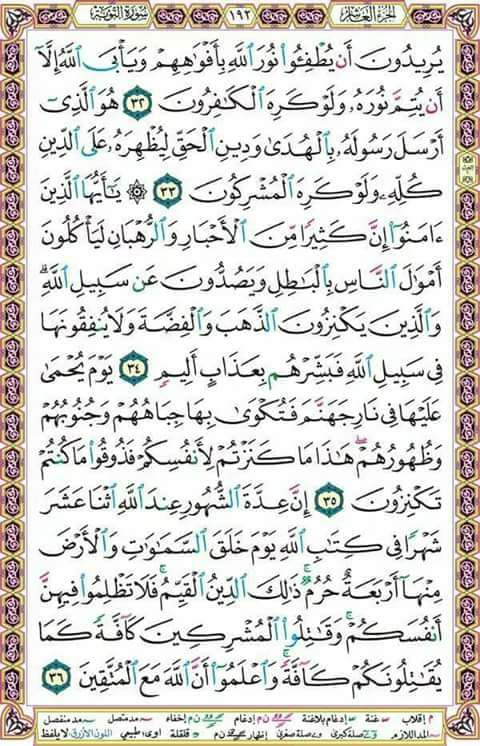 الجزء العاشر ١٩٢ سورة التوبة
يُرِيدُونَ أَن يُطْفِـُٔوا۟ نُورَ ٱللَّهِ بِأَفْوَٰهِهِمْ وَيَأْبَى ٱللَّهُ إِلَّآ
أَن يُتِمَّ نُورَهُۥ وَلَوْ كَرِهَ ٱلْكَـٰفِرُونَ ٣٢ هُوَ ٱلَّذِىٓ
أَرْسَلَ رَسُولَهُۥ بِٱلْهُدَىٰ وَدِينِ ٱلْحَقِّ لِيُظْهِرَهُۥ عَلَى ٱلدِّينِ
كُلِّهِۦ وَلَوْ كَرِهَ ٱلْمُشْرِكُونَ ٣٣ ۞ يَـٰٓأَيُّهَا ٱلَّذِينَ
ءَامَنُوٓا۟ إِنَّ كَثِيرًا مِّنَ ٱلْأَحْبَارِ وَٱلرُّهْبَانِ لَيَأْكُلُونَ
أَمْوَٰلَ ٱلنَّاسِ بِٱلْبَـٰطِلِ وَيَصُدُّونَ عَن سَبِيلِ ٱللَّهِ ۗ
وَٱلَّذِينَ يَكْنِزُونَ ٱلذَّهَبَ وَٱلْفِضَّةَ وَلَا يُنفِقُونَهَا
فِى سَبِيلِ ٱللَّهِ فَبَشِّرْهُم بِعَذَابٍ أَلِيمٍ ٣٤ يَوْمَ يُحْمَىٰ
عَلَيْهَا فِى نَارِ جَهَنَّمَ فَتُكْوَىٰ بِهَا جِبَاهُهُمْ وَجُنُوبُهُمْ
وَظُهُورُهُمْ ۖ هَـٰذَا مَا كَنَزْتُمْ لِأَنفُسِكُمْ فَذُوقُوا۟ مَا كُنتُمْ
تَكْنِزُونَ ٣٥ إِنَّ عِدَّةَ ٱلشُّهُورِ عِندَ ٱللَّهِ ٱثْنَا عَشَرَ
شَهْرًا فِى كِتَـٰبِ ٱللَّهِ يَوْمَ خَلَقَ ٱلسَّمَـٰوَٰتِ وَٱلْأَرْضَ
مِنْهَآ أَرْبَعَةٌ حُرُمٌ ۚ ذَٰلِكَ ٱلدِّينُ ٱلْقَيِّمُ ۚ فَلَا تَظْلِمُوا۟ فِيهِنَّ
أَنفُسَكُمْ ۚ وَقَـٰتِلُوا۟ ٱلْمُشْرِكِينَ كَآفَّةً كَمَا
يُقَـٰتِلُونَكُمْ كَآفَّةً ۚ وَٱعْلَمُوٓا۟ أَنَّ ٱللَّهَ مَعَ ٱلْمُتَّقِينَ ٣٦
م إقلاب غنة إدغام بلاغنة ن م إدغام ن م إخفاء مد متصل مد منفصل
المد اللازم صلة كبرى صلة صغرى إظهار ن م قلقلة طبيعي اللون الأزرق لا يلفظ